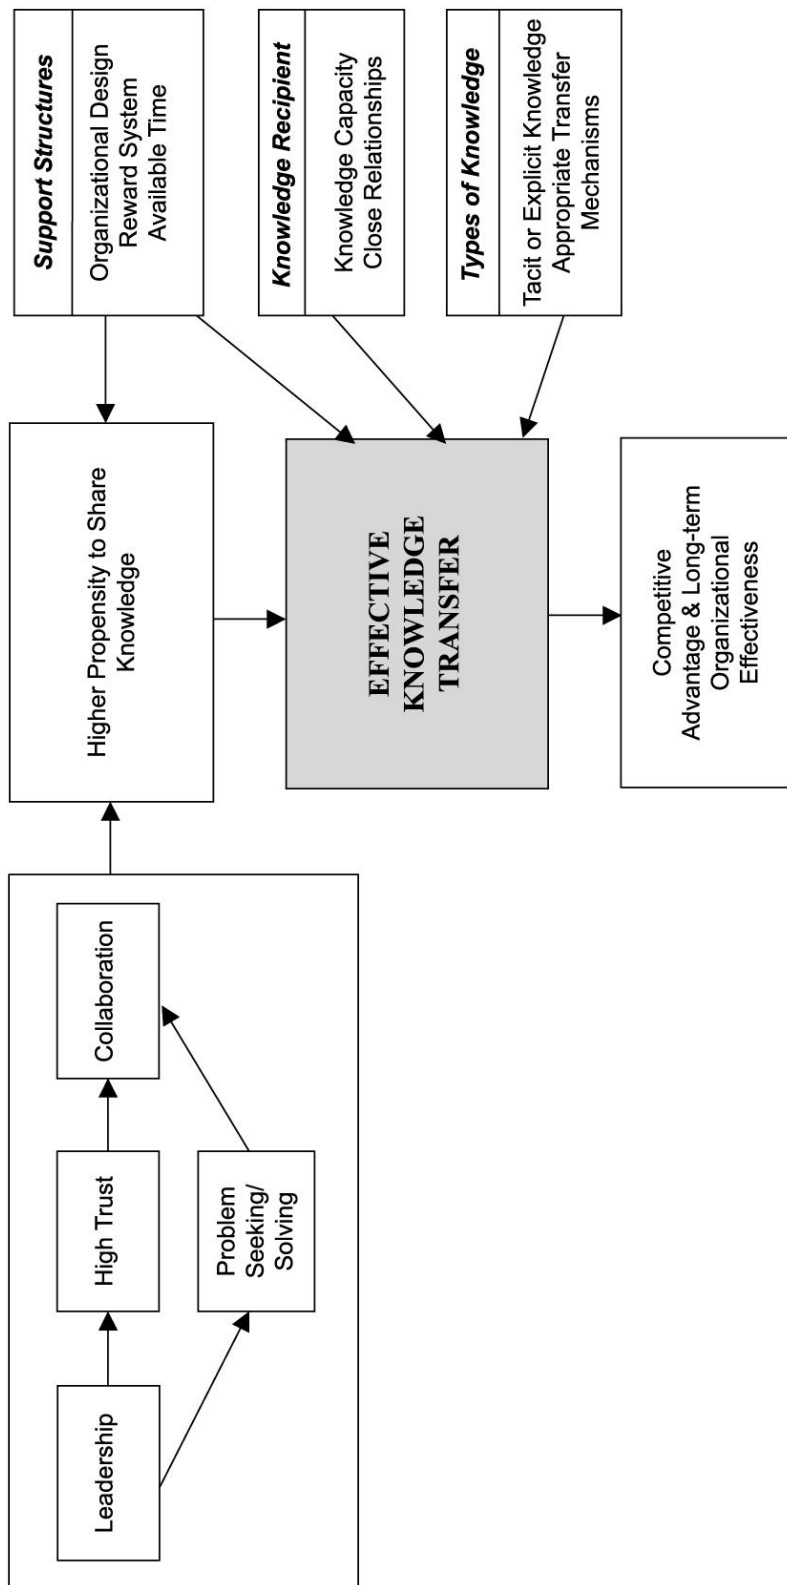 Leadership
High Trust
Problem
Seeking/
Solving
Collaboration
Higher Propensity to Share
Knowledge
EFFECTIVE
KNOWLEDGE
TRANSFER
Competitive
Advantage & Long-term
Organizational
Effectiveness
Support Structures
Organizational Design
Reward System
Available Time
Knowledge Recipient
Knowledge Capacity
Close Relationships
Types of Knowledge
Tacit or Explicit Knowledge
Appropriate Transfer
Mechanisms